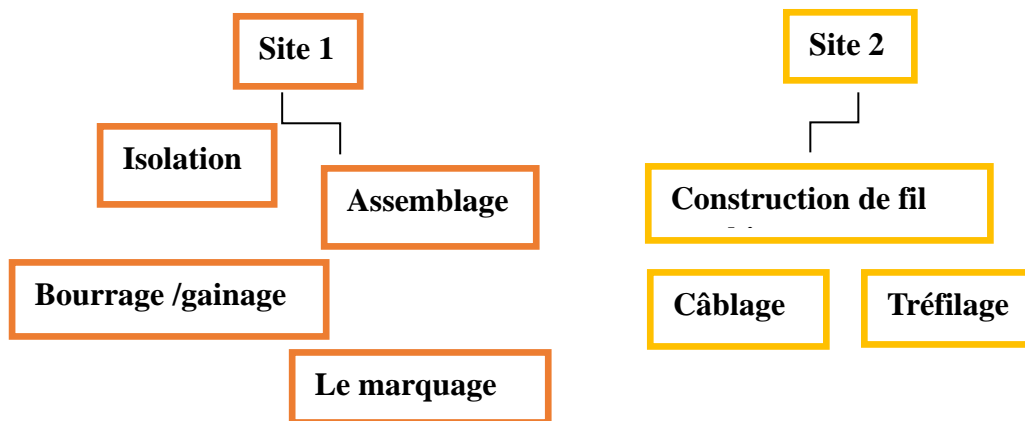 Site 1
Isolation
Assemblage
Bourrage /gainage
Le marquage
Site 2
Construction de fil
Câblage
Tréfilage